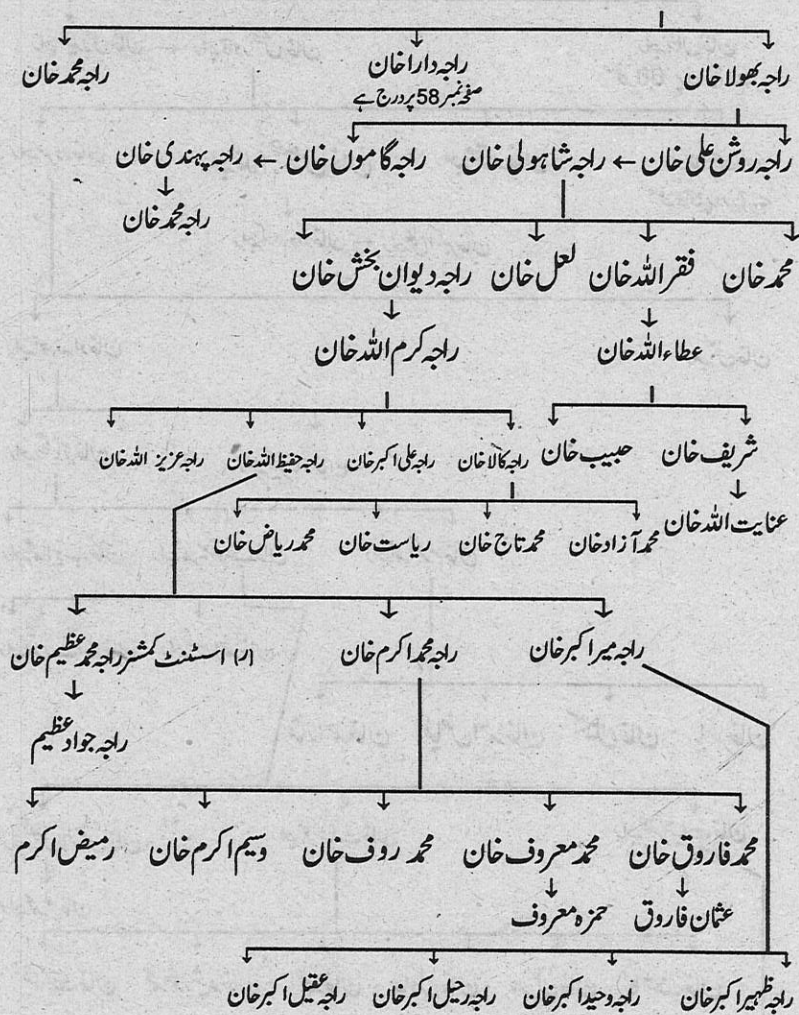 راجہ بھولا خان راجہ دارا خان راجہ محمد خان
صفحہ نمبر 58 پر درج ہے
راجہ روشن علی خان ← راجہ شاہولی خان راجہ گاموں خان ← راجہ پہندی خان
راجہ محمد خان
محمد خان فقر اللہ خان لعل خان راجہ دیوان بخش خان
عطاء اللہ خان راجہ کرم اللہ خان
شریف خان حبیب خان راجہ کالا خان راجہ علی اکبر خان راجہ حفیظ اللہ خان راجہ عزیز اللہ خان
عنایت اللہ خان محمد آزاد خان محمد تاج خان ریاست خان محمد ریاض خان
راجہ میر اکبر خان راجہ محمد اکرم خان (ر) اسسٹنٹ کمشنر راجہ محمد عظیم خان
راجہ جواد عظیم
محمد فاروق خان محمد معروف خان محمد روف خان وسیم اکرم خان رمیض اکرم
عثمان فاروق حمزہ معروف
راجہ ظہیر اکبر خان راجہ وحید اکبر خان راجہ رحیل اکبر خان راجہ عقیل اکبر خان